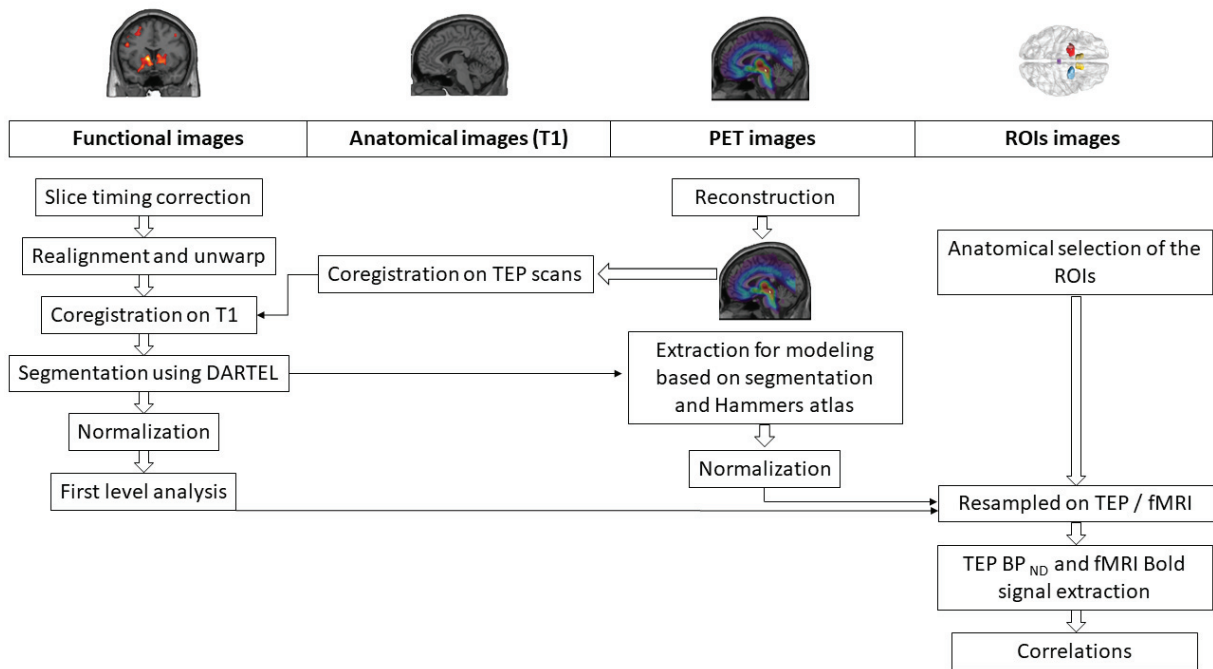 Functional images
Anatomical images (T1)
PET images
ROIs images
Slice timing correction
Realignment and unwarp
Coregistration on T1
Segmentation using DARTEL
Normalization
First level analysis
Coregistration on TEP scans
Reconstruction
Extraction for modeling
based on segmentation
and Hammers atlas
Normalization
Anatomical selection of the
ROIs
Resampled on TEP / fMRI
TEP BP ND and fMRI Bold
signal extraction
Correlations